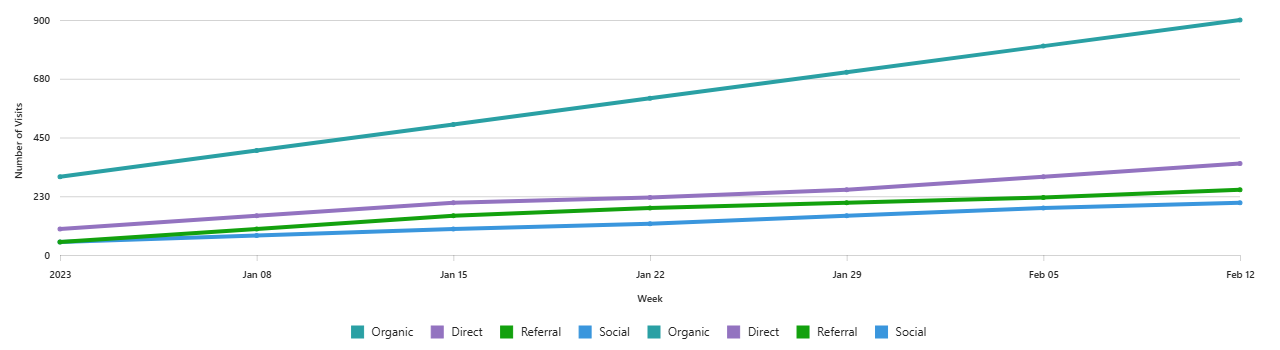 900
680
450
230
0
Number of Visits
2023 Jan 08 Jan 15 Jan 22 Jan 29 Feb 05 Feb 12
Week
Organic Direct Referral Social Organic Direct Referral Social